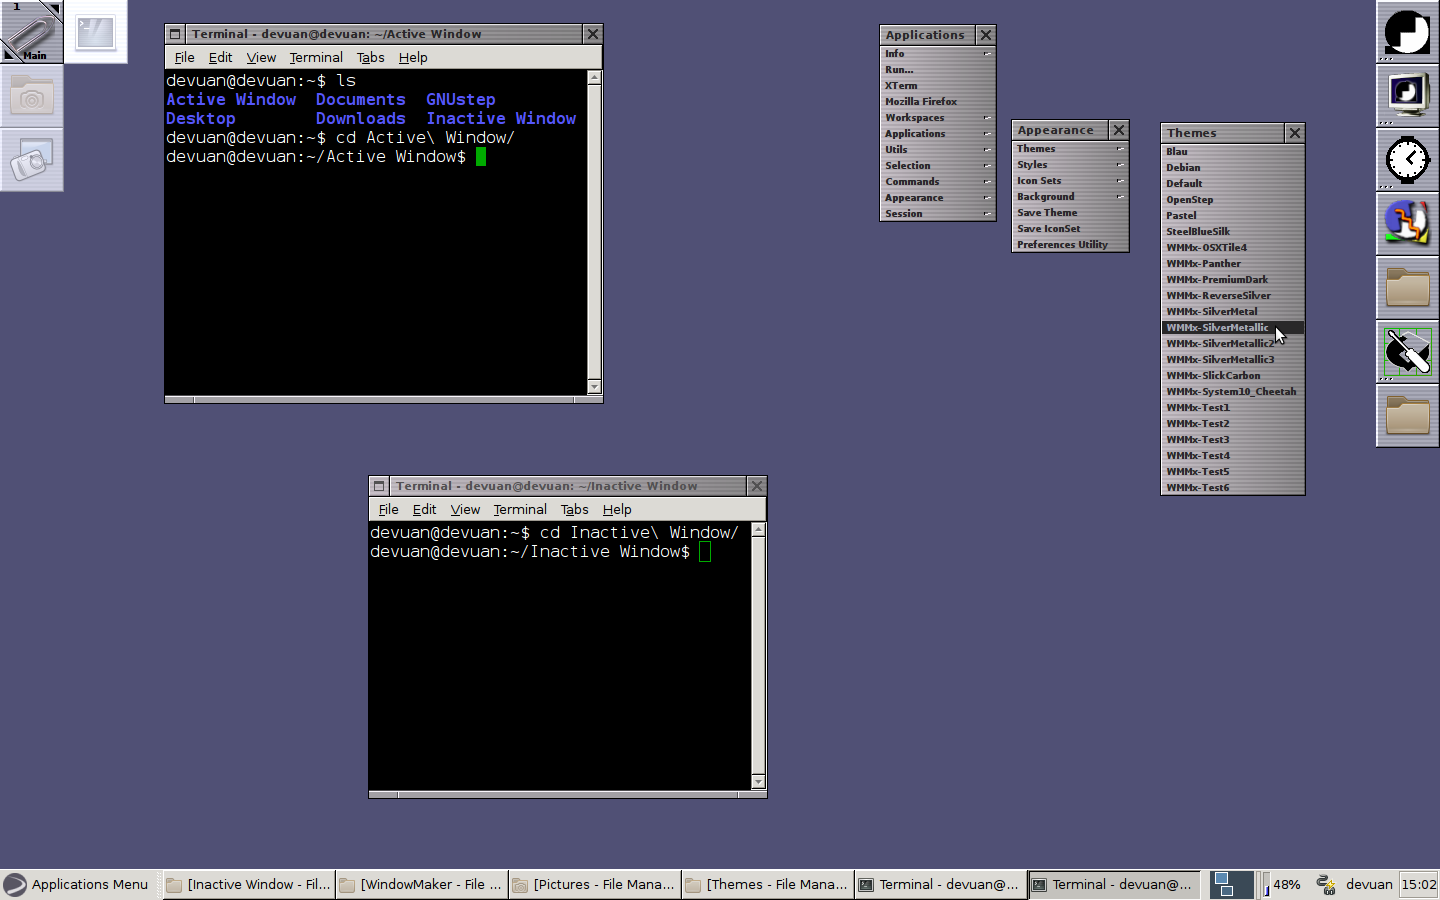 1
Main
Terminal - devuan@devuan: ~/Active Window
File Edit View Terminal Tabs Help
devuan@devuan:~$ ls
Active Window Documents GNUstep
Desktop Downloads Inactive Window
devuan@devuan:~$ cd Active\ Window/
devuan@devuan:~/Active Window$
Terminal - devuan@devuan: ~/Inactive Window
File Edit View Terminal Tabs Help
devuan@devuan:~$ cd Inactive\ Window/
devuan@devuan:~/Inactive Window$
Applications
Info
Run...
XTerm
Mozilla Firefox
Workspaces
Applications
Utils
Selection
Commands
Appearance
Session
Appearance
Themes
Styles
Icon Sets
Background
Save Theme
Save IconSet
Preferences Utility
Themes
Blau
Debian
Default
OpenStep
Pastel
SteelBlueSilk
WMMx-OSXTile4
WMMx-Panther
WMMx-PremiumDark
WMMx-ReverseSilver
WMMx-SilverMetal
WMMx-SilverMetallic
WMMx-SilverMetallic2
WMMx-SilverMetallic3
WMMx-SlickCarbon
WMMx-System10_Cheetah
WMMx-Test1
WMMx-Test2
WMMx-Test3
WMMx-Test4
WMMx-Test5
WMMx-Test6
Applications Menu [Inactive Window - Fil... [WindowMaker - File ... [Pictures - File Mana... [Themes - File Mana... Terminal - devuan@... Terminal - devuan@... 48% devuan 15:02